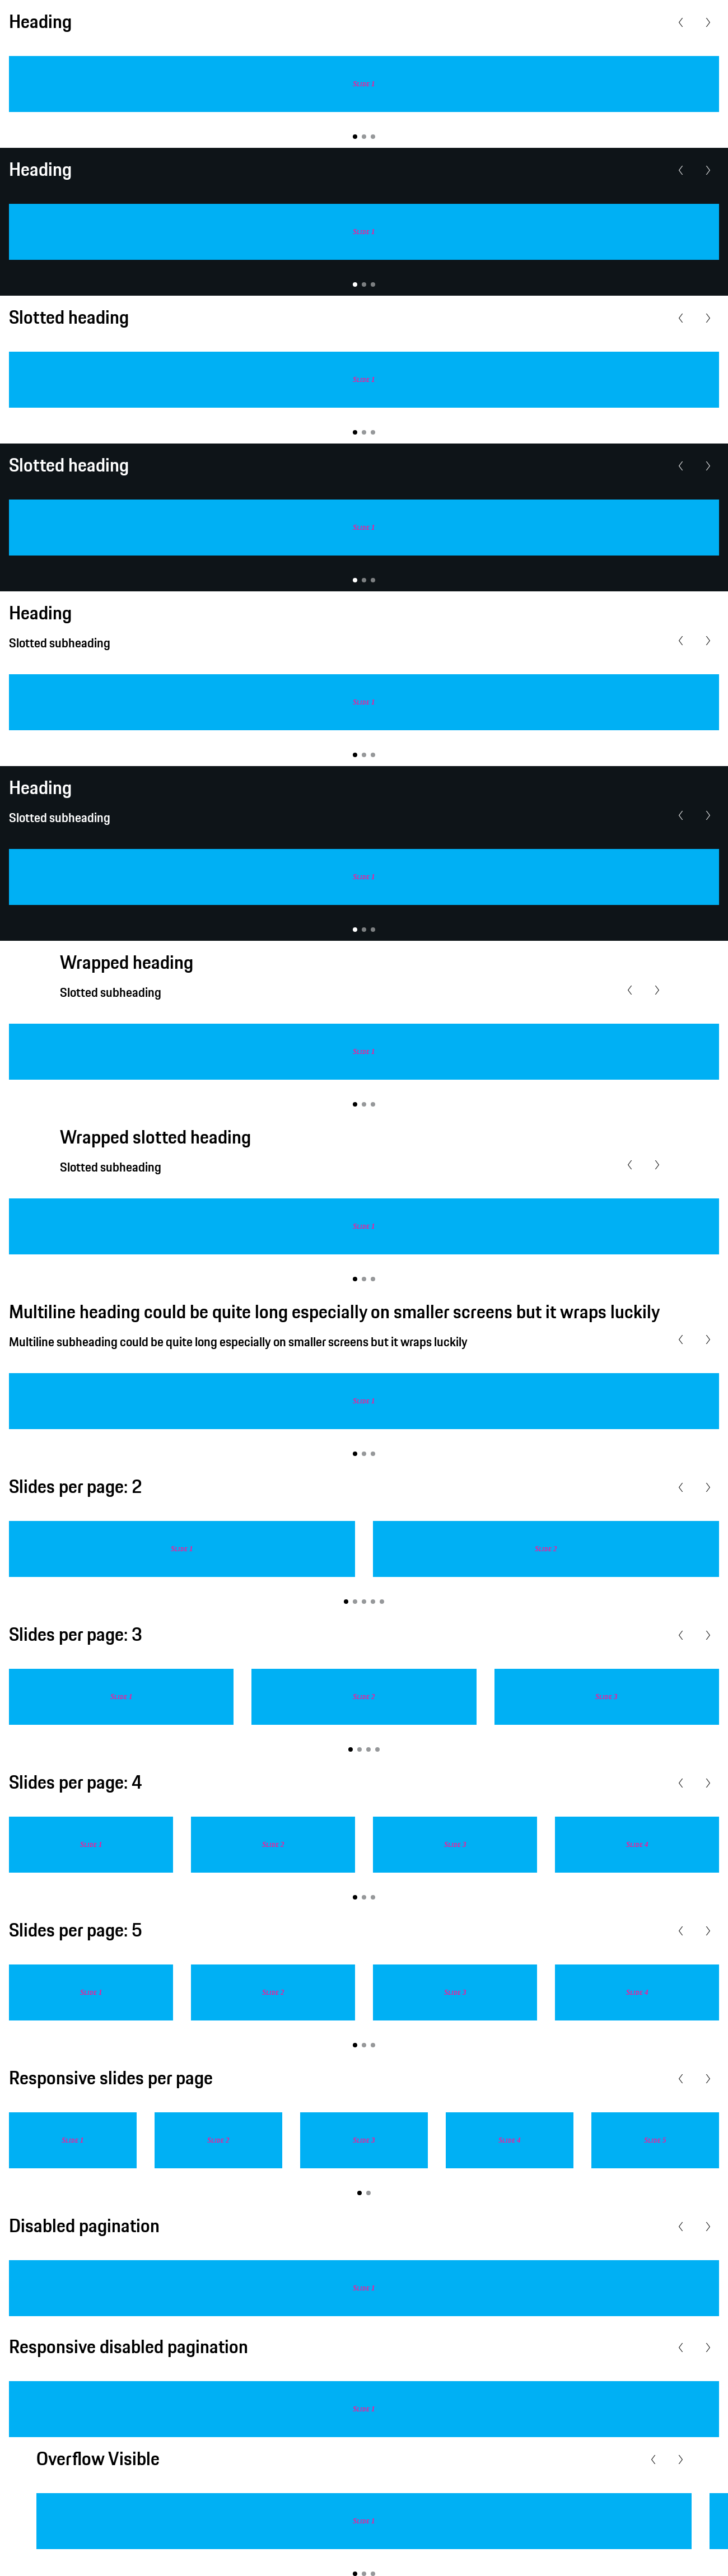 Heading
Slide 1
Heading
Slide 1
Slotted heading
Slide 1
Slotted heading
Slide 1
Heading
Slotted subheading
Slide 1
Heading
Slotted subheading
Slide 1
Wrapped heading
Slotted subheading
Slide 1
Wrapped slotted heading
Slotted subheading
Slide 1
Multiline heading could be quite long especially on smaller screens but it wraps luckily
Multiline subheading could be quite long especially on smaller screens but it wraps luckily
Slide 1
Slides per page: 2
Slide 1 Slide 2
Slides per page: 3
Slide 1 Slide 2 Slide 3
Slides per page: 4
Slide 1 Slide 2 Slide 3 Slide 4
Slides per page: 5
Slide 1 Slide 2 Slide 3 Slide 4
Responsive slides per page
Slide 1 Slide 2 Slide 3 Slide 4 Slide 5
Disabled pagination
Slide 1
Responsive disabled pagination
Slide 1
Overflow Visible
Slide 1